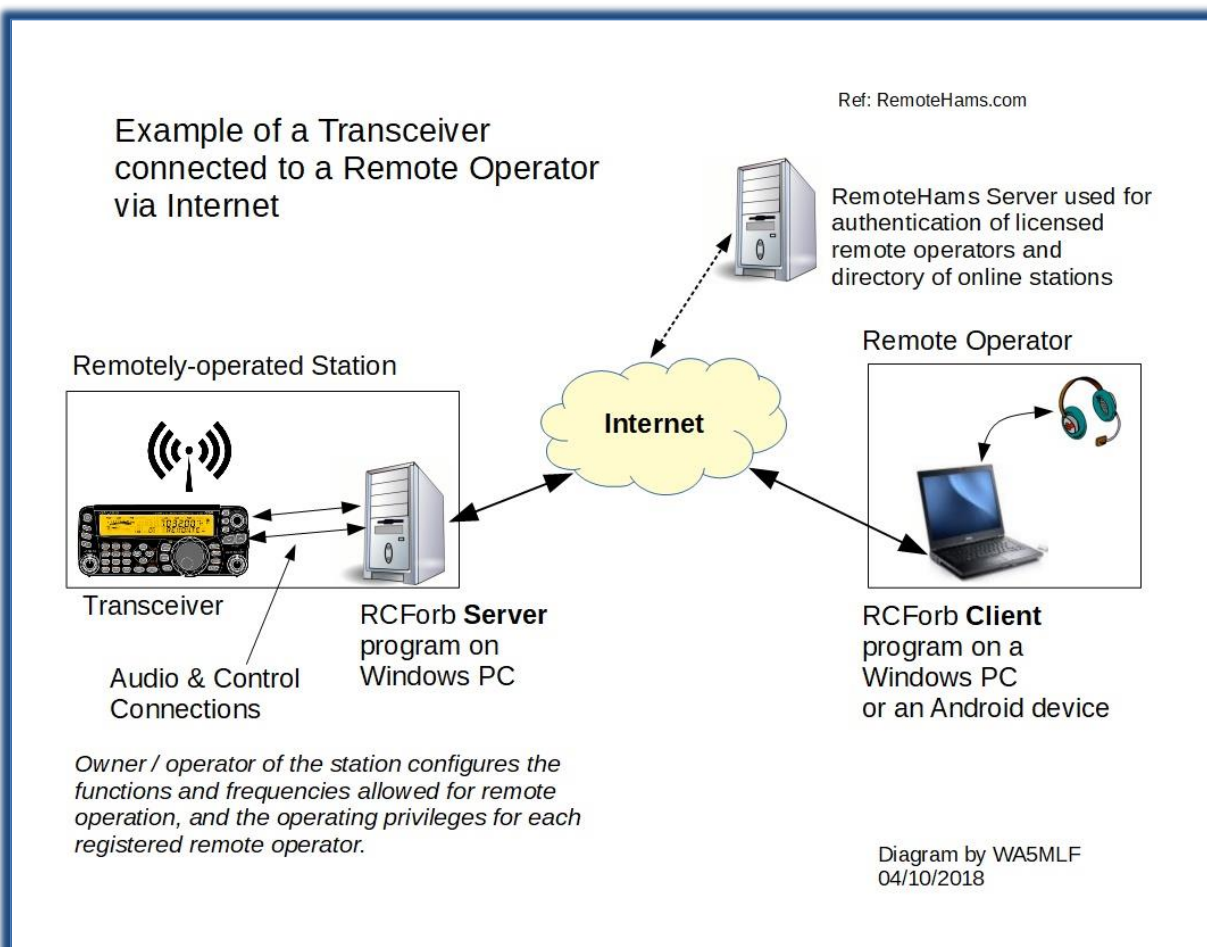 Ref: RemoteHams.com
Example of a Transceiver
connected to a Remote Operator
via Internet
RemoteHams Server used for
authentication of licensed
remote operators and
directory of online stations
Remotely-operated Station
Internet
Remote Operator
REMOTE
Transceiver
RCForb Server
program on
Windows PC
Audio & Control
Connections
RCForb Client
program on a
Windows PC
or an Android device
Owner / operator of the station configures the
functions and frequencies allowed for remote
operation, and the operating privileges for each
registered remote operator.
Diagram by WA5MLF
04/10/2018